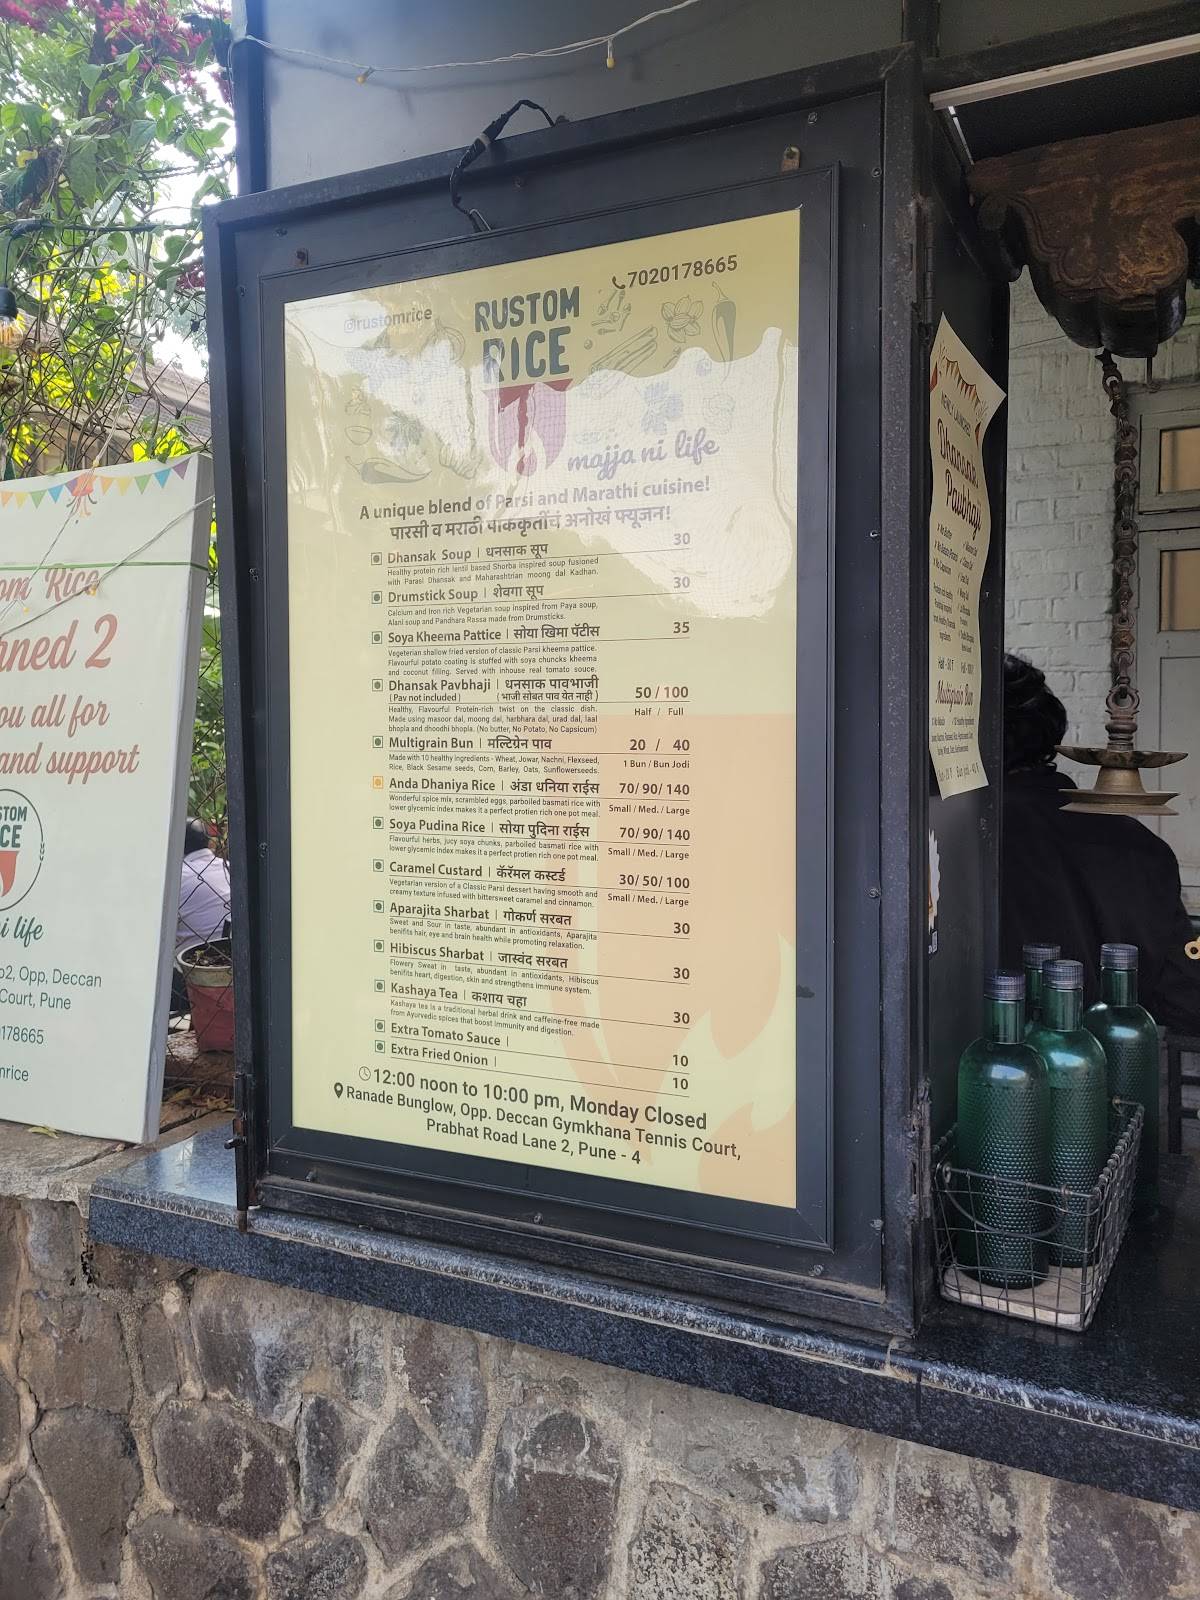 @rustomrice
7020178665
RUSTOM
RICE
majja ni life
A unique blend of Parsi and Marathi cuisine!
पारसी व मराठी पाककृतींचं अनोखं फ्यूजन!
Dhansak Soup | धनसाक सूप 30
Healthy protein rich lentil based Shorba inspired soup fusioned
with Parasi Dhansak and Maharashtrian moong dal Kadhan.
Drumstick Soup | शेवगा सूप 30
Calcium and Iron rich Vegetarian soup inspired from Paya soup,
Alani soup and Pandhara Rassa made from Drumsticks.
Soya Kheema Pattice | सोया खिमा पॅटीस 35
Vegeterian shallow fried version of classic Parsi kheema pattice.
Flavourful potato coating is stuffed with soya chuncks kheema
and coconut filling. Served with inhouse real tomato souce.
Dhansak Pavbhaji | धनसाक पावभाजी 50 / 100
(Pav not included) (भाजी सोबत पाव येत नाही) Half / Full
Healthy, Flavourful Protein-rich twist on the classic dish.
Made using masoor dal, moong dal, harbhara dal, urad dal, laal
bhopla and dhoodhi bhopla. (No butter, No Potato, No Capsicum)
Multigrain Bun | मल्टिग्रेन पाव 20 / 40
Made with 10 healthy ingredients - Wheat, Jowar, Nachni, Flexseed,
Rice, Black Sesame seeds, Corn, Barley, Oats, Sunflowerseeds.
1 Bun / Bun Jodi
Anda Dhaniya Rice | अंडा धनिया राईस 70/ 90/ 140
Wonderful spice mix, scrambled eggs, parboiled basmati rice with
lower glycemic index makes it a perfect protien rich one pot meal.
Small / Med. / Large
Soya Pudina Rice | सोया पुदिना राईस 70/ 90/ 140
Flavourful herbs, jucy soya chunks, parboiled basmati rice with
lower glycemic index makes it a perfect protien rich one pot meal.
Small / Med. / Large
Caramel Custard | कॅरॅमल कस्टर्ड 30/ 50/ 100
Vegetarian version of a Classic Parsi dessert having smooth and
creamy texture infused with bittersweet caramel and cinnamon.
Small / Med. / Large
Aparajita Sharbat | गोकर्ण सरबत 30
Sweat and Sour in taste, abundant in antioxidants, Aparajita
benifits hair, eye and brain health while promoting relaxation.
Hibiscus Sharbat | जास्वंद सरबत 30
Flowery Sweat in taste, abundant in antioxidants, Hibiscus
benifits heart, digestion, skin and strengthens immune system.
Kashaya Tea | कशाय चहा 30
Kashaya tea is a traditional herbal drink and caffeine-free made
from Ayurvedic spices that boost immunity and digestion.
Extra Tomato Sauce | 10
Extra Fried Onion | 10
12:00 noon to 10:00 pm, Monday Closed
Ranade Bunglow, Opp. Deccan Gymkhana Tennis Court,
Prabhat Road Lane 2, Pune - 4
om Rice
rned 2
ou all for
and support
STOM
CE
i life
o2, Opp, Deccan
Court, Pune
178665
mrice
NEWLY LAUNCHED
Dhansak
Pavbhaji
Half - 50 ₹ Full - 100 ₹
Multigrain Bun